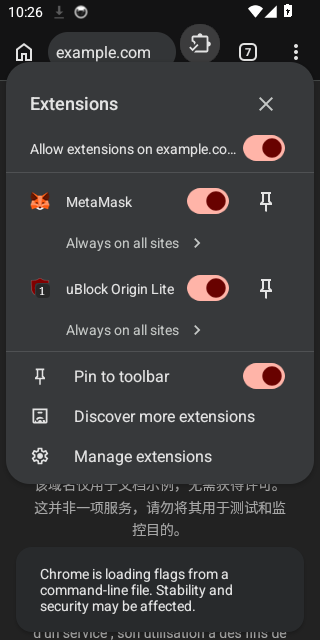 10:26
example.com
7
Extensions
Allow extensions on example.co...
MetaMask
Always on all sites
1
uBlock Origin Lite
Always on all sites
Pin to toolbar
Discover more extensions
Manage extensions
该域名仅用于文档示例，无需获得许可。
这并非一项服务，请勿将其用于测试和监
控目的。
Chrome is loading flags from a
command-line file. Stability and
security may be affected.
d'un service ; son utilisation à des fins de